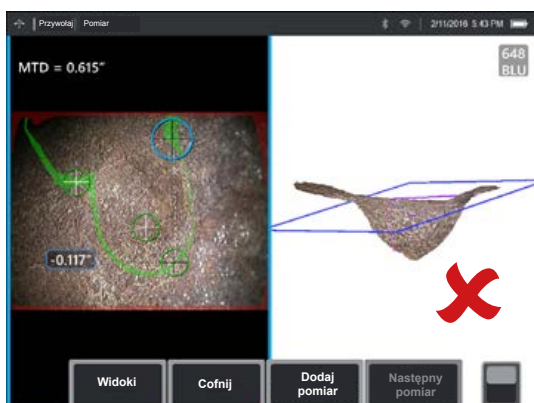 Przywołaj Pomiar 2/11/2016 5:43 PM
MTD = 0.615"
648
BLU
-0.117"
Widoki Cofnij Dodaj pomiar Następny pomiar